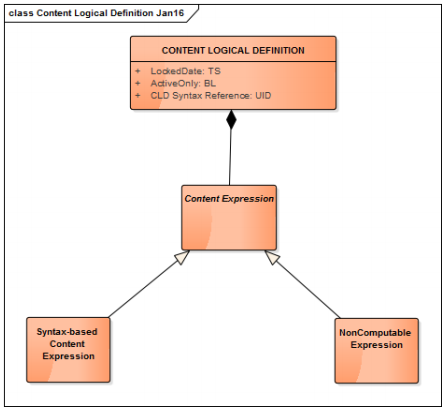 class Content Logical Definition Jan16
CONTENT LOGICAL DEFINITION
+ LockedDate: TS
+ ActiveOnly: BL
+ CLD Syntax Reference: UID
Content Expression
Syntax-based
Content
Expression
NonComputable
Expression